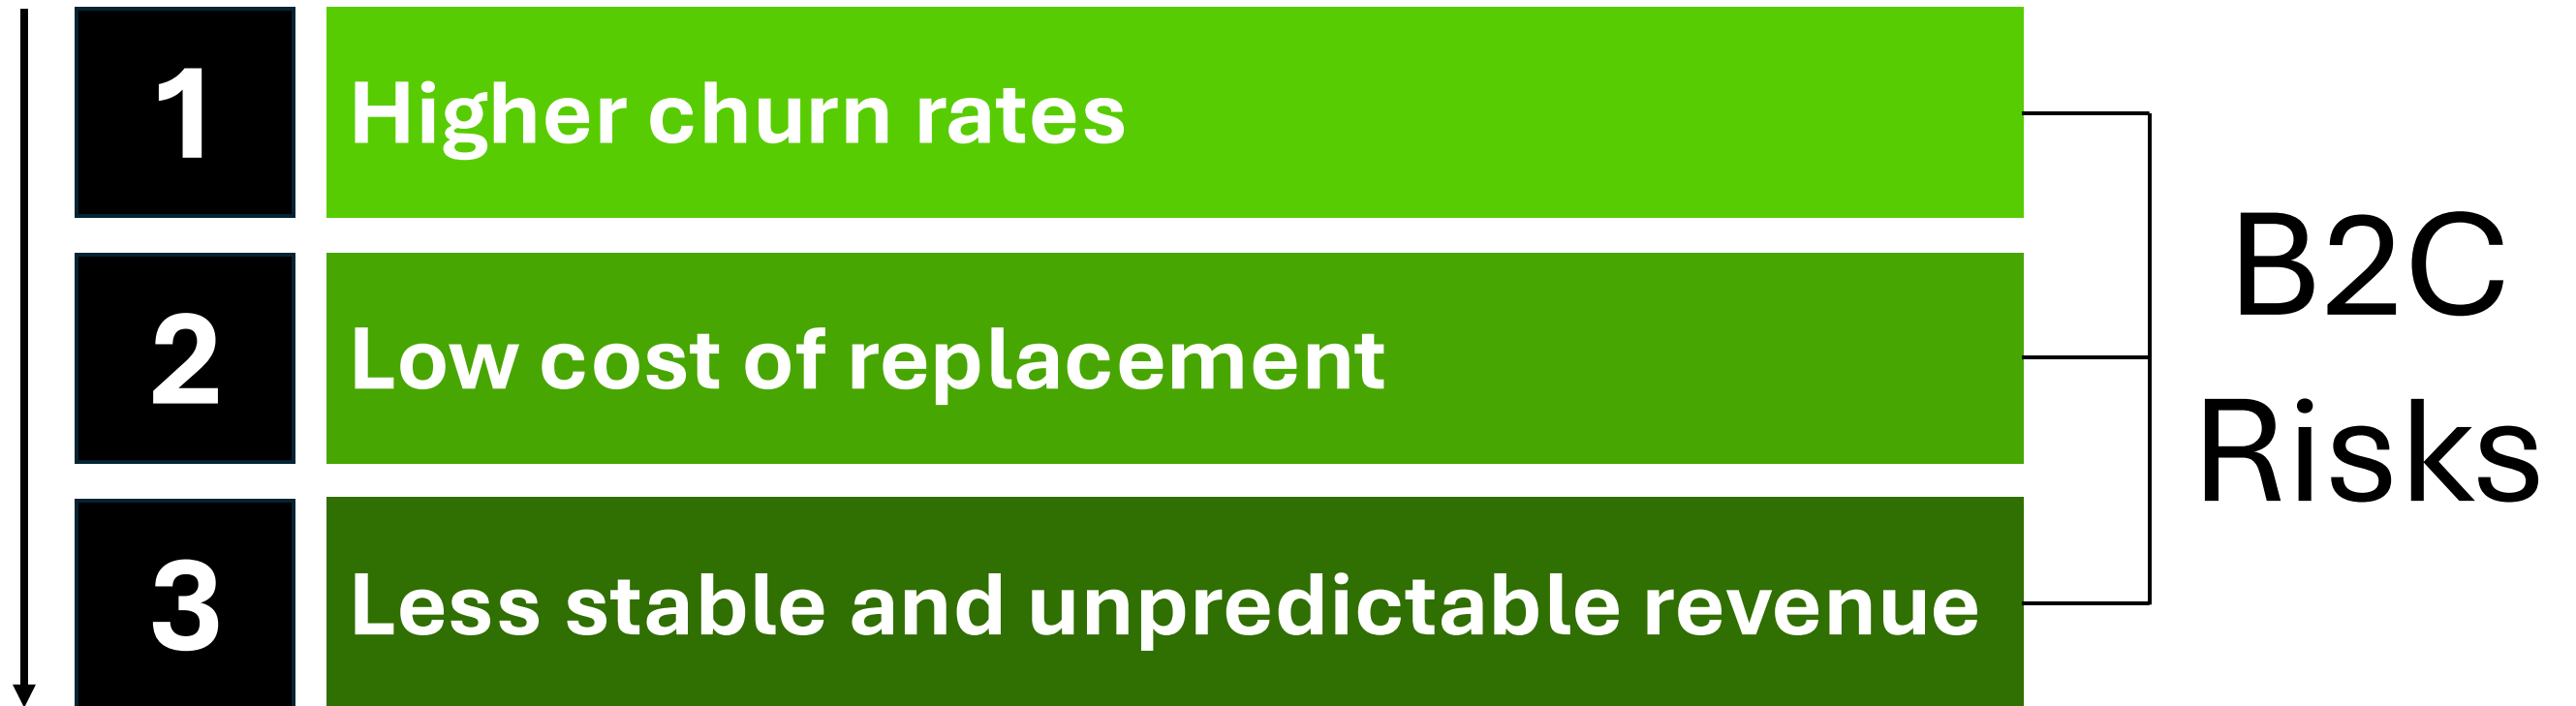 1
Higher churn rates
2
Low cost of replacement
3
Less stable and unpredictable revenue
B2C
Risks